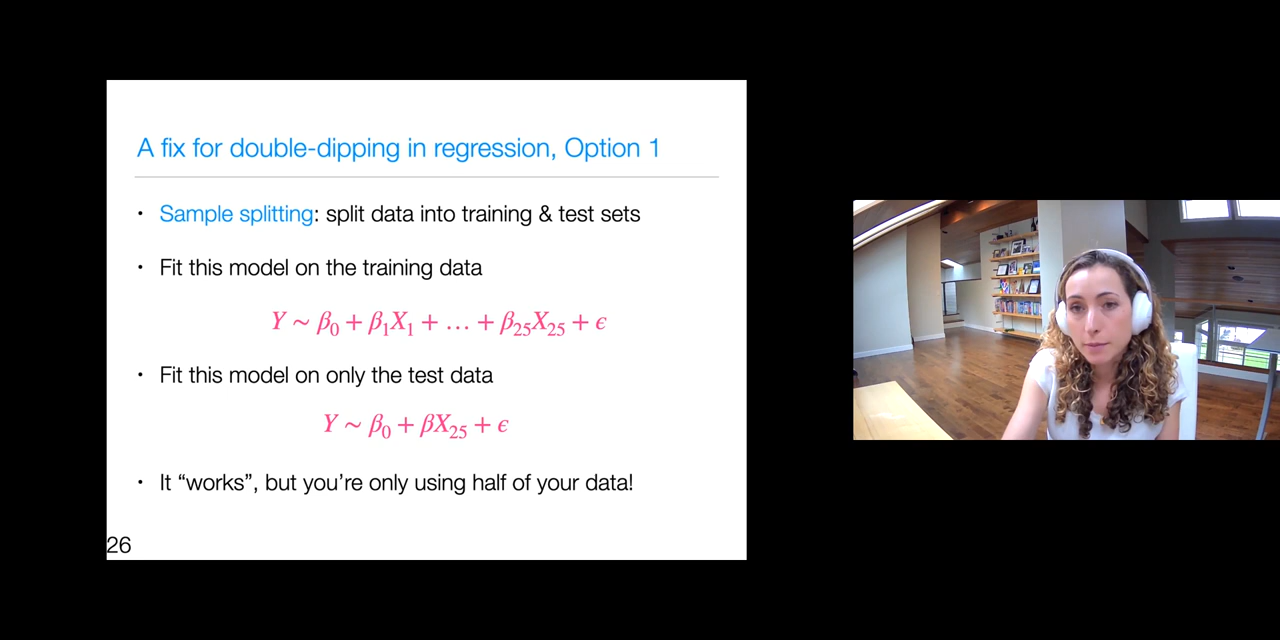 A fix for double-dipping in regression, Option 1
• Sample splitting: split data into training & test sets
• Fit this model on the training data
Y ~ β₀ + β₁X₁ + … + β₂₅X₂₅ + ϵ
• Fit this model on only the test data
Y ~ β₀ + βX₂₅ + ϵ
• It “works”, but you’re only using half of your data!
26